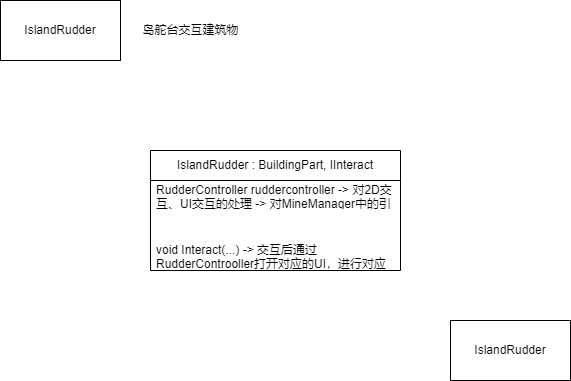 IslandRudder
岛舵台交互建筑物
IslandRudder : BuildingPart, IInteract
RudderController ruddercontroller -> 对2D交
互、UI交互的处理 -> 对MineManager中的引
void Interact(...) -> 交互后通过
RudderControoller打开对应的UI，进行对应
IslandRudder